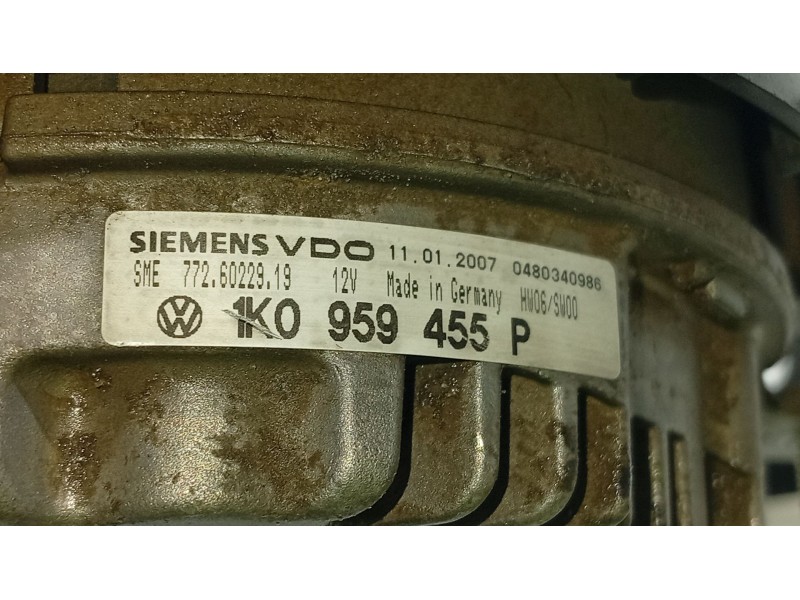 SIEMENS VDO 11.01.2007 0480340986
SME 772.60229.19 12V Made in Germany HW06/SW00
1K0 959 455 P